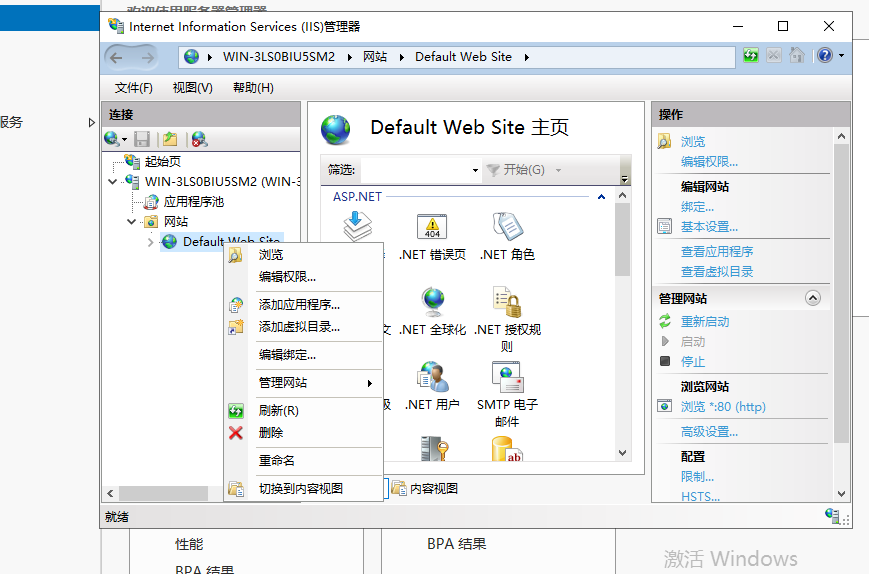 欢迎使用服务器管理器
Internet Information Services (IIS)管理器
WIN-3LS0BIU5SM2
网站
Default Web Site
文件(F)
视图(V)
帮助(H)
服务
连接
起始页
WIN-3LS0BIU5SM2 (WIN-3
应用程序池
网站
Default Web Site
浏览
编辑权限...
添加应用程序...
添加虚拟目录...
编辑绑定...
管理网站
刷新(R)
删除
重命名
切换到内容视图
Default Web Site 主页
筛选:
开始(G)
ASP.NET
404
.NET 错误页
.NET 角色
文
.NET 全球化
.NET 授权规
则
级
.NET 用户
SMTP 电子
邮件
ab
内容视图
操作
浏览
编辑权限...
编辑网站
绑定...
基本设置...
查看应用程序
查看虚拟目录
管理网站
重新启动
启动
停止
浏览网站
浏览 *:80 (http)
高级设置...
配置
限制...
HSTS...
就绪
性能
BPA 结果
BPA 结果
激活 Windows